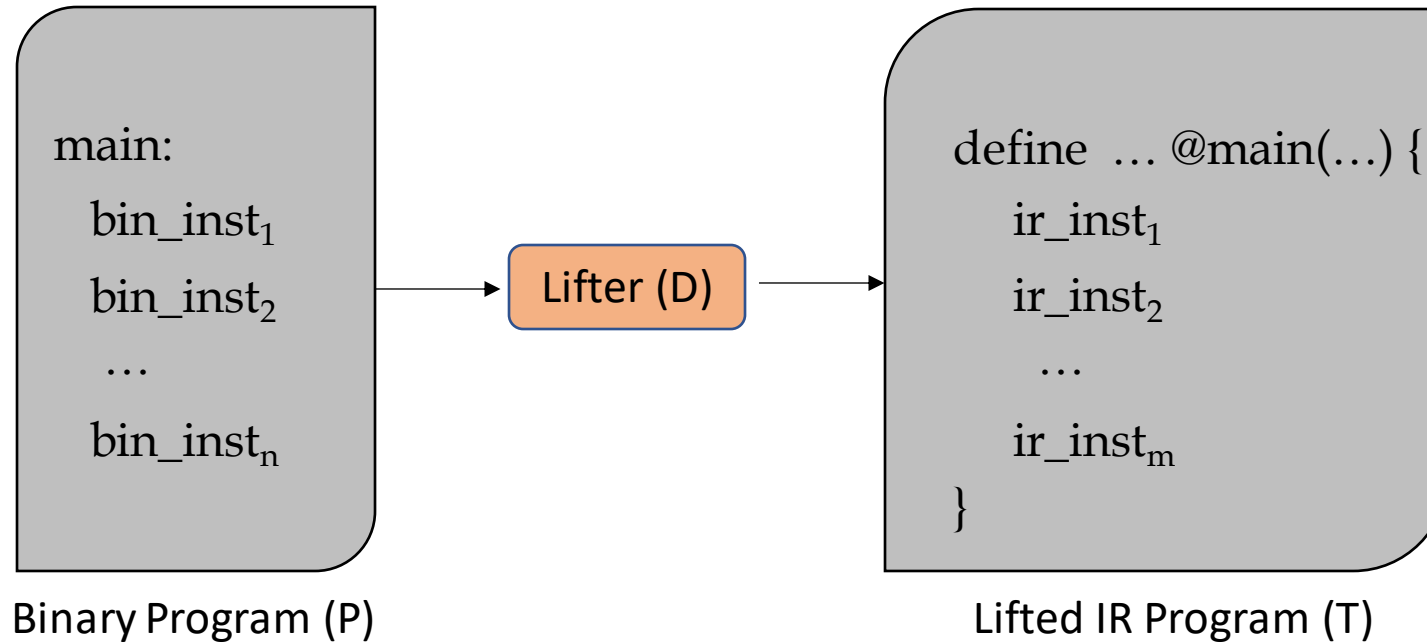 main:
bin_inst₁
bin_inst₂
…
bin_instₙ
Binary Program (P)
Lifter (D)
define … @main(…) {
ir_inst₁
ir_inst₂
…
ir_instₘ
}
Lifted IR Program (T)